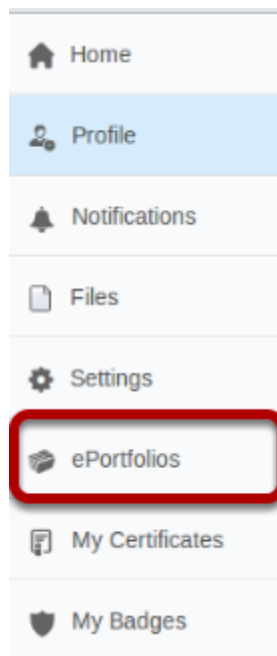 Home
Profile
Notifications
Files
Settings
ePortfolios
My Certificates
My Badges